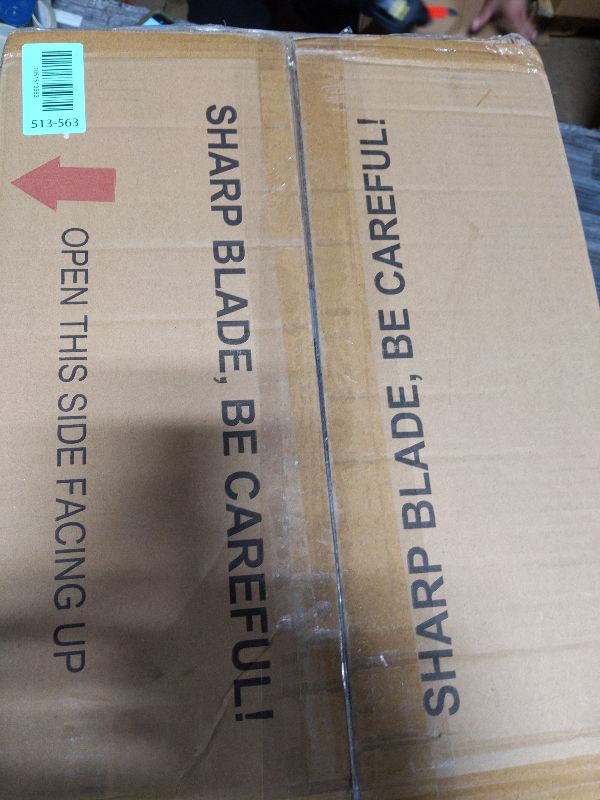 513-563
OPEN THIS SIDE FACING UP
SHARP BLADE, BE CAREFUL!
SHARP BLADE, BE CAREFUL!